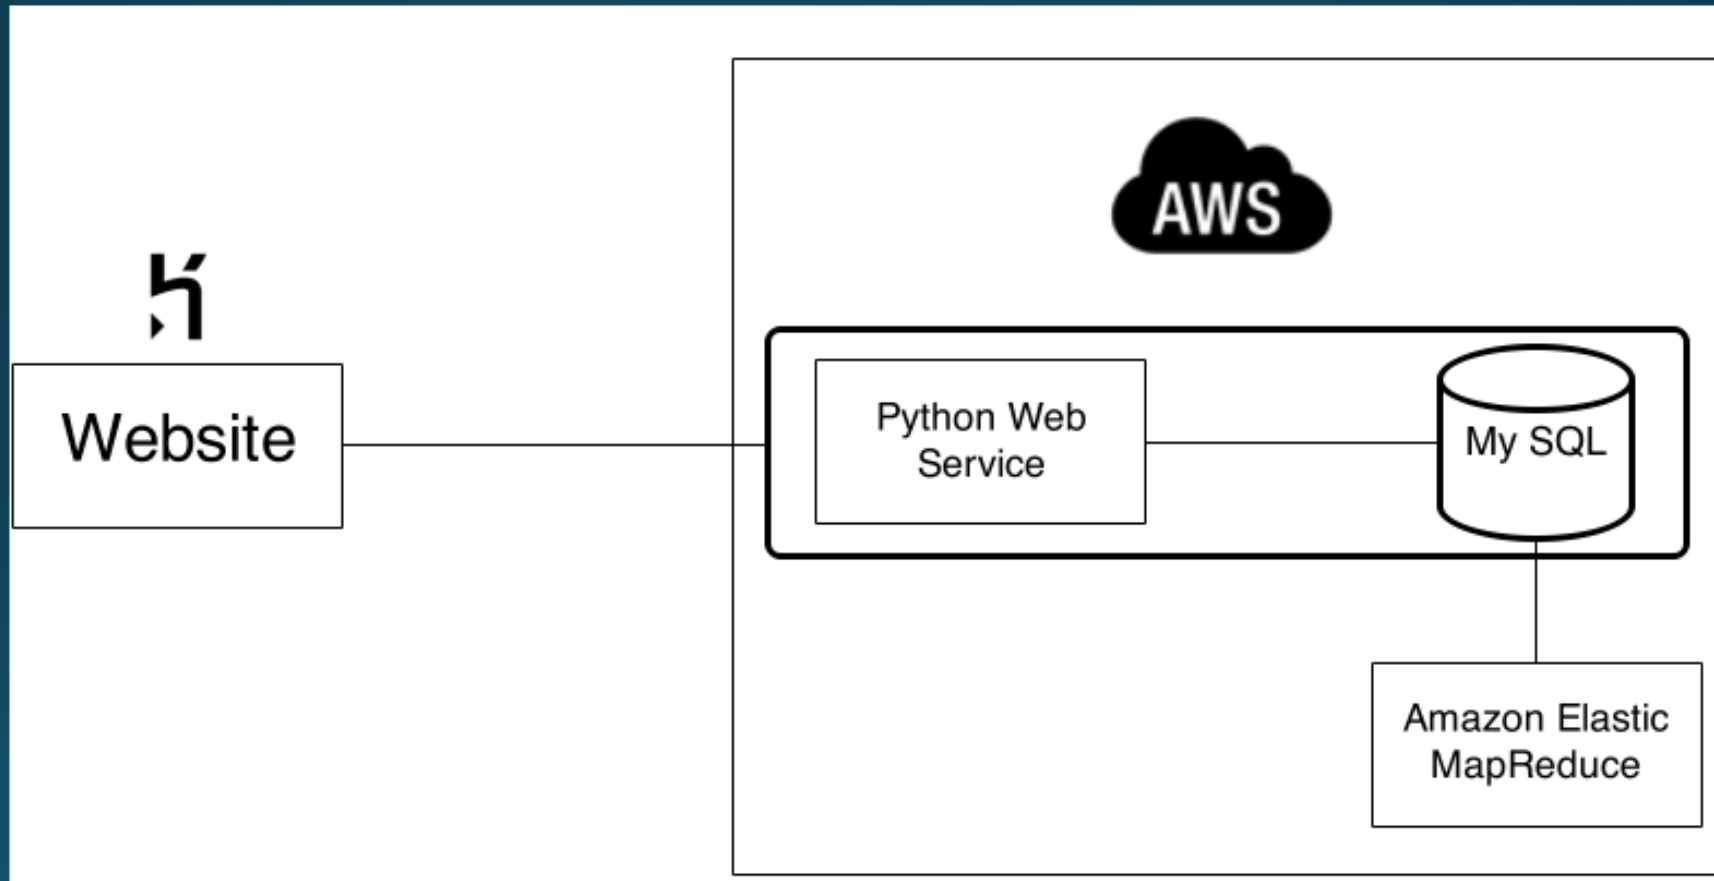 AWS
Website
Python Web
Service
My SQL
Amazon Elastic
MapReduce